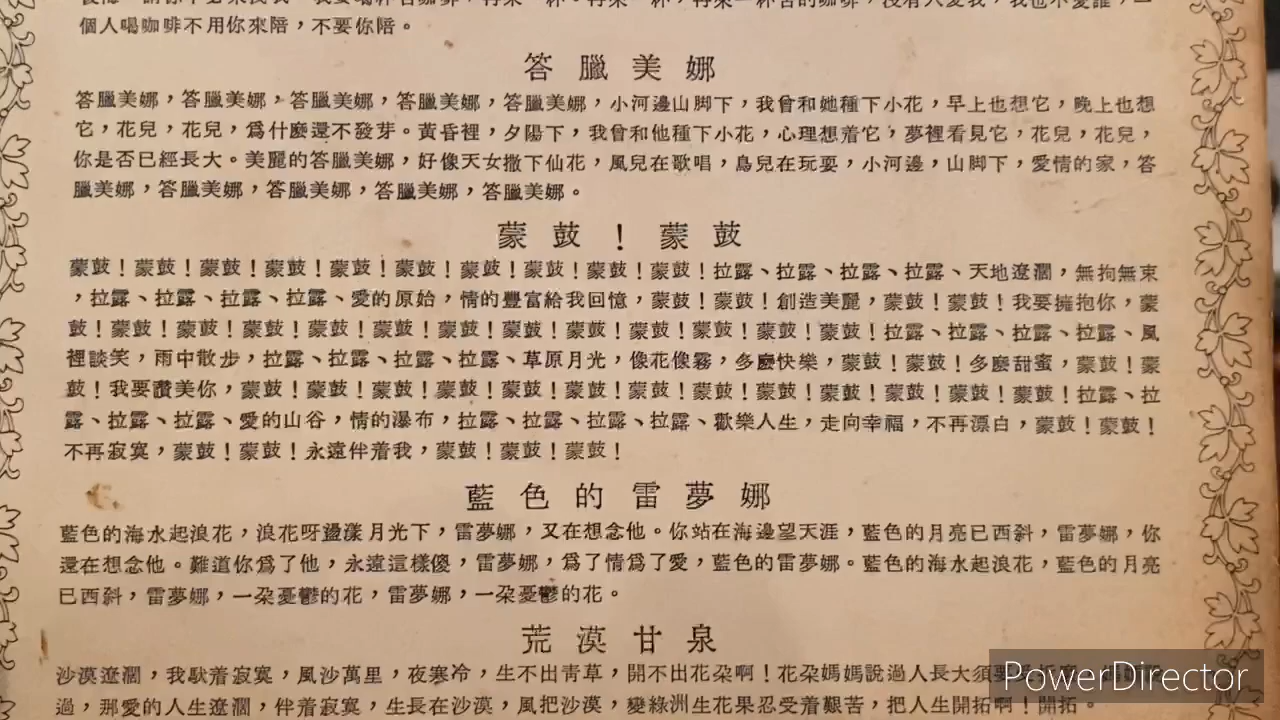 個人喝咖啡不用你來陪，不要你陪。
答臘美娜
答臘美娜，答臘美娜，答臘美娜，答臘美娜，答臘美娜，小河邊山脚下，我曾和她種下小花，早上也想它，晚上也想
它，花兒，花兒，爲什麼還不發芽。黃昏裡，夕陽下，我曾和他種下小花，心理想着它，夢裡看見它，花兒，花兒，
你是否已經長大。美麗的答臘美娜，好像天女撒下仙花，風兒在歌唱，鳥兒在玩耍，小河邊，山脚下，愛情的家，答
臘美娜，答臘美娜，答臘美娜，答臘美娜，答臘美娜。
蒙鼓！蒙鼓
蒙鼓！蒙鼓！蒙鼓！蒙鼓！蒙鼓！蒙鼓！蒙鼓！蒙鼓！蒙鼓！蒙鼓！拉露、拉露、拉露、拉露、天地遼濶，無拘無束
，拉露、拉露、拉露、拉露、愛的原始，情的豐富給我回憶，蒙鼓！蒙鼓！創造美麗，蒙鼓！蒙鼓！我要擁抱你，蒙
鼓！蒙鼓！蒙鼓！蒙鼓！蒙鼓！蒙鼓！蒙鼓！蒙鼓！蒙鼓！蒙鼓！蒙鼓！蒙鼓！蒙鼓！拉露、拉露、拉露、拉露、風
裡談笑，雨中散步，拉露、拉露、拉露、拉露、草原月光，像花像霧，多麼快樂，蒙鼓！蒙鼓！多麼甜蜜，蒙鼓！蒙
鼓！我要讚美你，蒙鼓！蒙鼓！蒙鼓！蒙鼓！蒙鼓！蒙鼓！蒙鼓！蒙鼓！蒙鼓！蒙鼓！蒙鼓！蒙鼓！蒙鼓！拉露、拉
露、拉露、拉露、愛的山谷，情的瀑布，拉露、拉露、拉露、拉露、歡樂人生，走向幸福，不再漂白，蒙鼓！蒙鼓！
不再寂寞，蒙鼓！蒙鼓！永遠伴着我，蒙鼓！蒙鼓！蒙鼓！
藍色的雷夢娜
藍色的海水起浪花，浪花呀盪漾月光下，雷夢娜，又在想念他。你站在海邊望天涯，藍色的月亮已西斜，雷夢娜，你
還在想念他。難道你爲了他，永遠這樣傻，雷夢娜，爲了情爲了愛，藍色的雷夢娜。藍色的海水起浪花，藍色的月亮
已西斜，雷夢娜，一朶憂鬱的花，雷夢娜，一朶憂鬱的花。
荒漠甘泉
沙漠遼濶，我馱着寂寞，風沙萬里，夜寒冷，生不出靑草，開不出花朶啊！花朶媽媽說過人長大須要
過，那愛的人生遼濶，伴着寂寞，生長在沙漠，風把沙漠，變綠洲生花果忍受着艱苦，把人生開拓啊！開拓。
PowerDirector